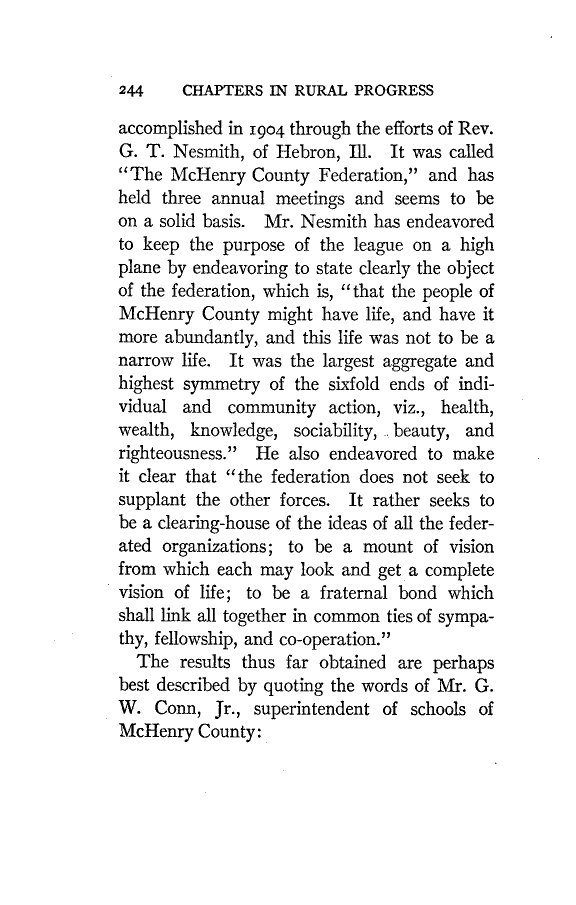 244 CHAPTERS IN RURAL PROGRESS
accomplished in 1904 through the efforts of Rev.
G. T. Nesmith, of Hebron, Ill. It was called
“The McHenry County Federation,” and has
held three annual meetings and seems to be
on a solid basis. Mr. Nesmith has endeavored
to keep the purpose of the league on a high
plane by endeavoring to state clearly the object
of the federation, which is, “that the people of
McHenry County might have life, and have it
more abundantly, and this life was not to be a
narrow life. It was the largest aggregate and
highest symmetry of the sixfold ends of indi-
vidual and community action, viz., health,
wealth, knowledge, sociability, beauty, and
righteousness.” He also endeavored to make
it clear that “the federation does not seek to
supplant the other forces. It rather seeks to
be a clearing-house of the ideas of all the feder-
ated organizations; to be a mount of vision
from which each may look and get a complete
vision of life; to be a fraternal bond which
shall link all together in common ties of sympa-
thy, fellowship, and co-operation.”
The results thus far obtained are perhaps
best described by quoting the words of Mr. G.
W. Conn, Jr., superintendent of schools of
McHenry County: